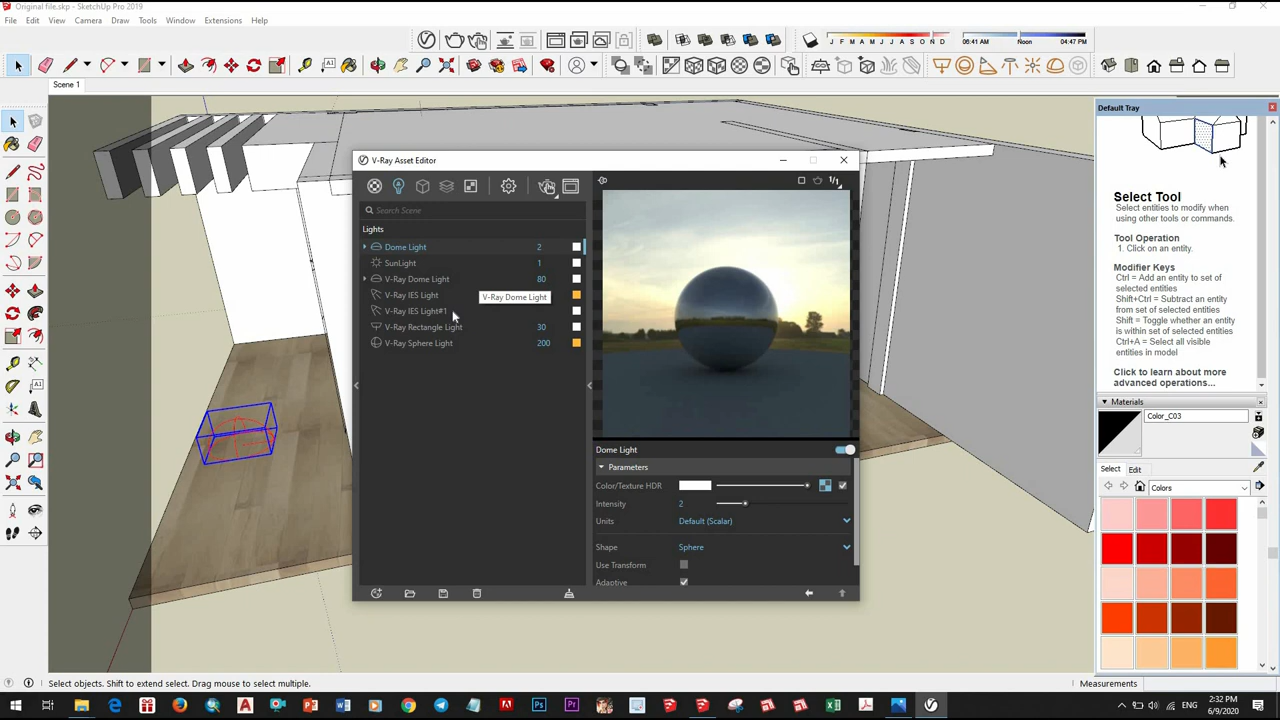 Original file.skp - SketchUp Pro 2019
File Edit View Camera Draw Tools Window Extensions Help
J F M A M J J A S O N D
06:41 AM Noon 04:47 PM
Scene 1
Default Tray
V-Ray Asset Editor
Search Scene
Lights
Dome Light 2
SunLight 1
V-Ray Dome Light 80
V-Ray IES Light
V-Ray Dome Light
V-Ray IES Light#1
V-Ray Rectangle Light 30
V-Ray Sphere Light 200
1/1
Dome Light
Parameters
Color/Texture HDR
Intensity 2
Units Default (Scalar)
Shape Sphere
Use Transform
Adaptive
Select Tool
Select entities to modify when
using other tools or commands.
Tool Operation
1. Click on an entity.
Modifier Keys
Ctrl = Add an entity to set of
selected entities
Shift+Ctrl = Subtract an entity
from set of selected entities
Shift = Toggle whether an
entity is within set of selected
entities
Ctrl+A = Select all visible
entities in model
Click to learn about more
advanced operations...
Materials
Color_C03
Select Edit
Colors
Select objects. Shift to extend select. Drag mouse to select multiple.
Measurements
ENG
2:32 PM
6/9/2020